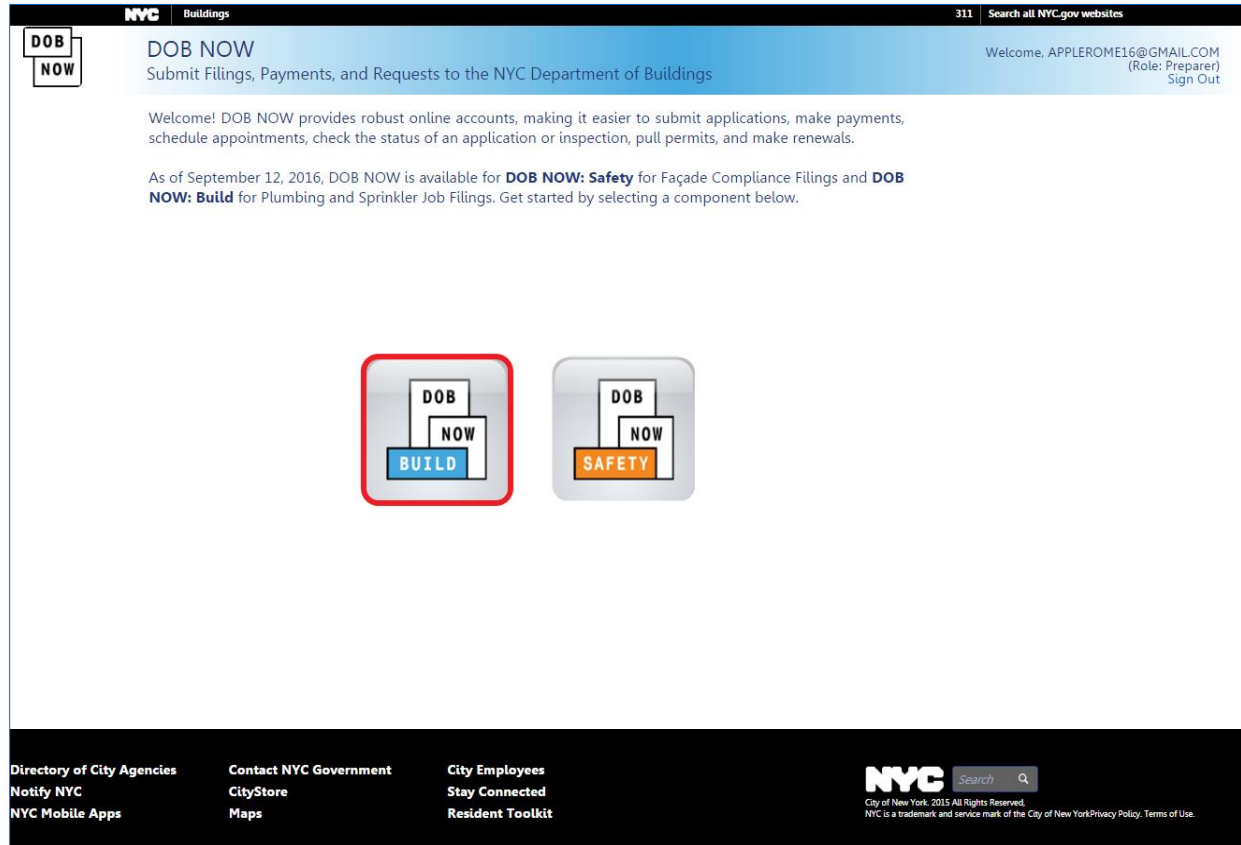 NYC Buildings 311 Search all NYC.gov websites
DOB
NOW
DOB NOW
Submit Filings, Payments, and Requests to the NYC Department of Buildings
Welcome, APPLEROME16@GMAIL.COM
(Role: Preparer)
Sign Out
Welcome! DOB NOW provides robust online accounts, making it easier to submit applications, make payments,
schedule appointments, check the status of an application or inspection, pull permits, and make renewals.
As of September 12, 2016, DOB NOW is available for DOB NOW: Safety for Façade Compliance Filings and DOB
NOW: Build for Plumbing and Sprinkler Job Filings. Get started by selecting a component below.
DOB
NOW
BUILD
DOB
NOW
SAFETY
Directory of City Agencies
Notify NYC
NYC Mobile Apps
Contact NYC Government
CityStore
Maps
City Employees
Stay Connected
Resident Toolkit
NYC Search
City of New York. 2015 All Rights Reserved,
NYC is a trademark and service mark of the City of New YorkPrivacy Policy. Terms of Use.